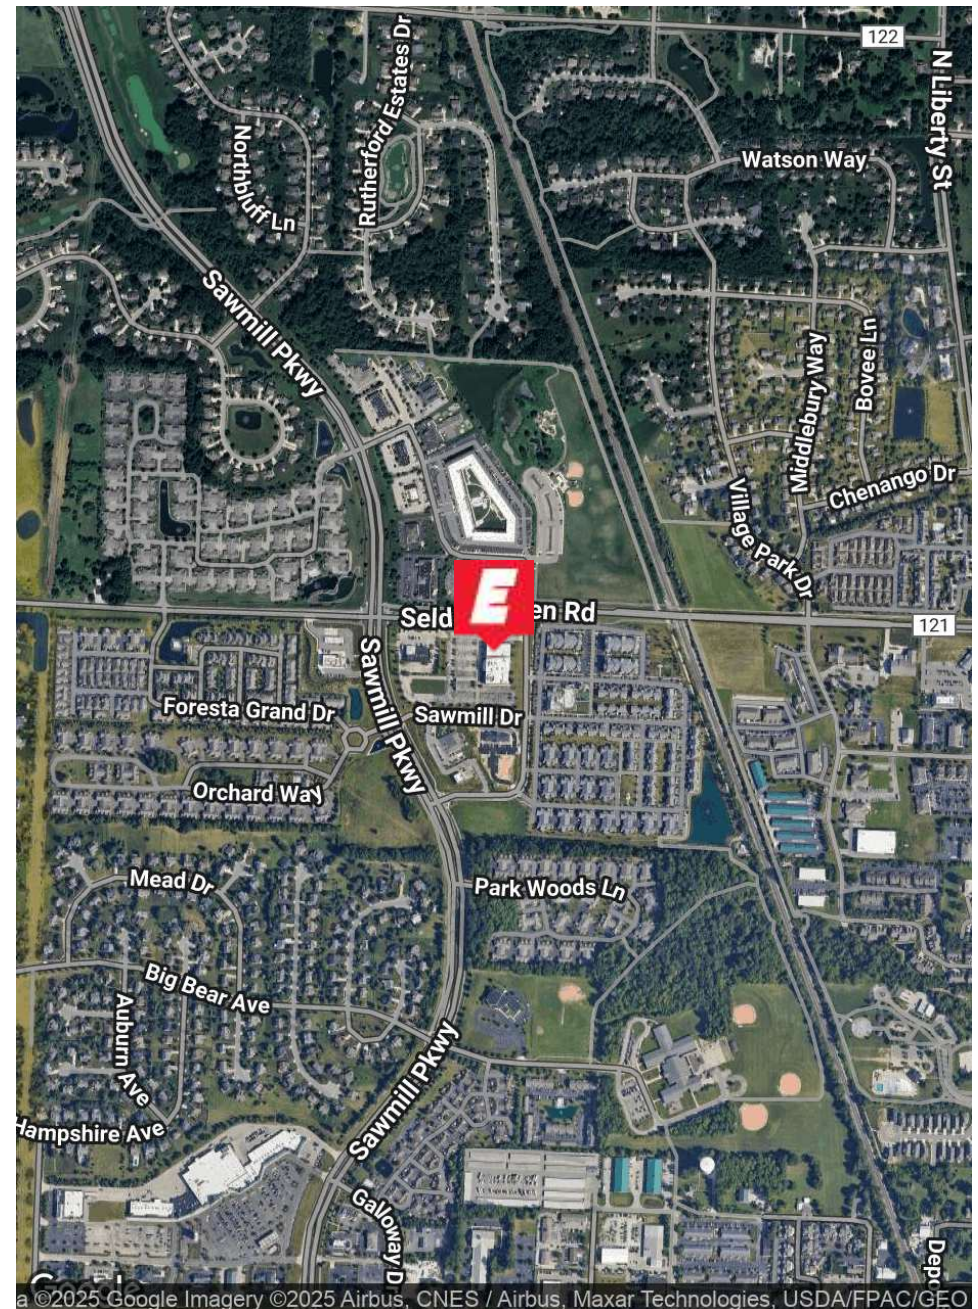 122
N Liberty St
Rutherford Estates Dr
Northbluff Ln
Watson Way
Sawmill Pkwy
Middlebury Way
Bovee Ln
Chenango Dr
Village Park Dr
Seld
E
en Rd
121
Sawmill Pkwy
Foresta Grand Dr
Sawmill Dr
Orchard Way
Mead Dr
Park Woods Ln
Big Bear Ave
Auburn Ave
Hampshire Ave
Sawmill Pkwy
Galloway D
Depo
Google
a ©2025 Google Imagery ©2025 Airbus, CNES / Airbus, Maxar Technologies, USDA/FPAC/GEO